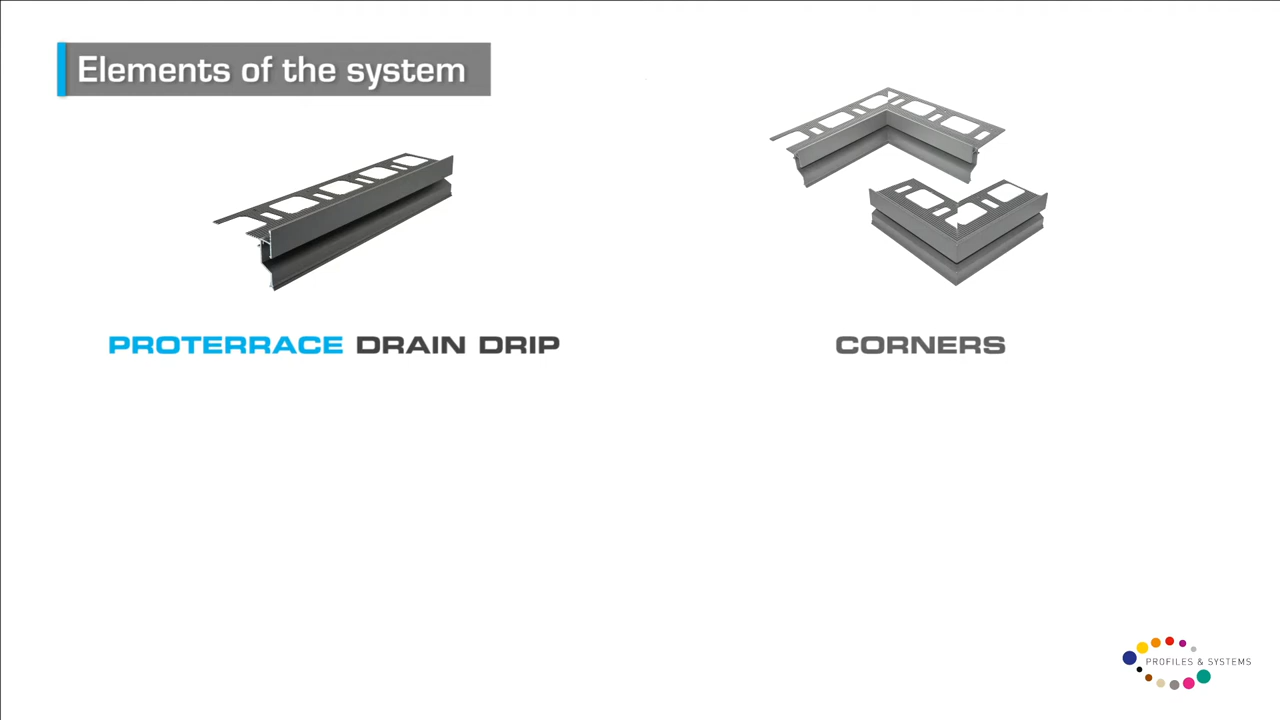 Elements of the system
PROTERRACE DRAIN DRIP
CORNERS
PROFILES & SYSTEMS